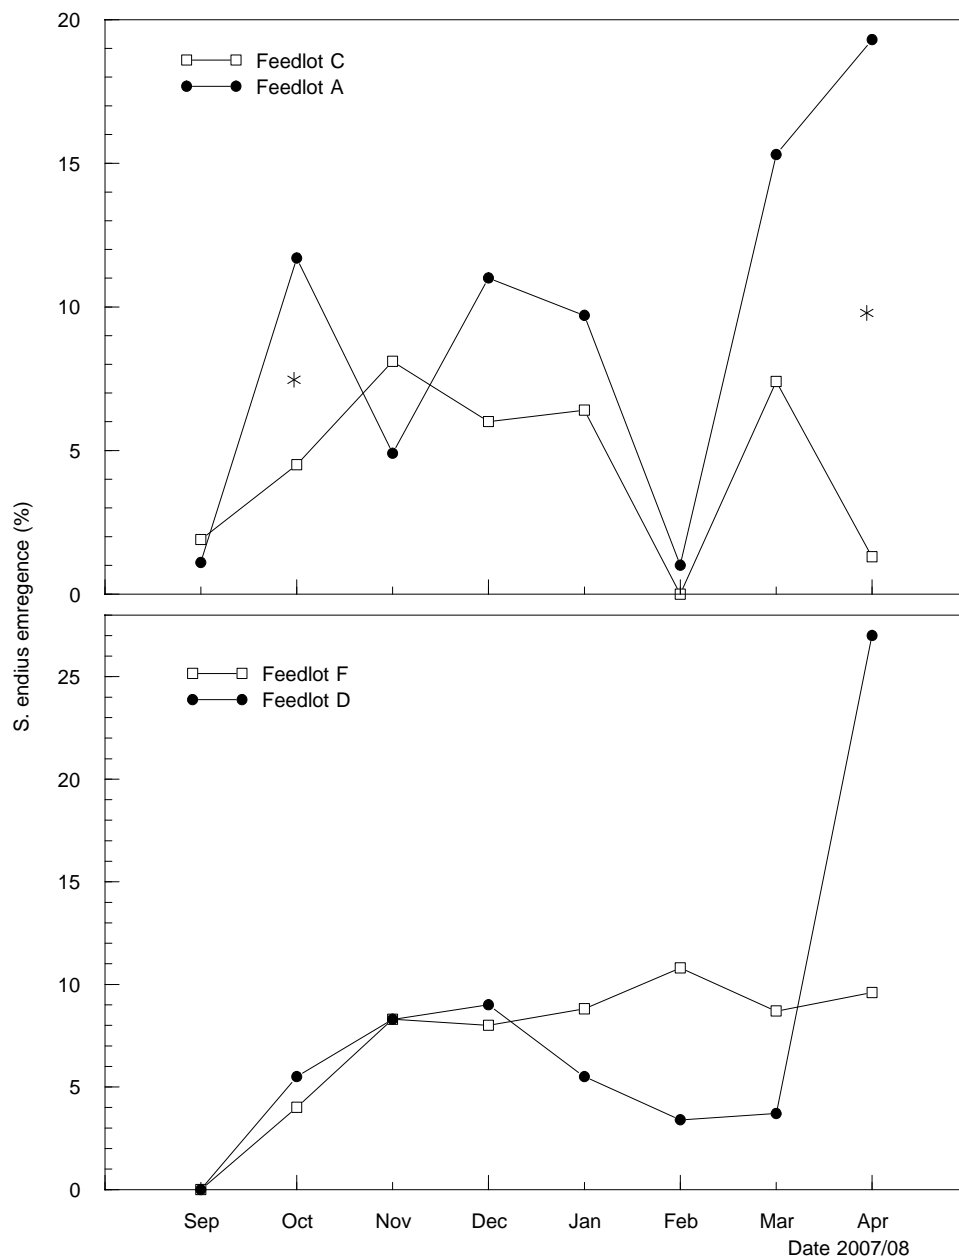 20
Feedlot C
Feedlot A
15
10
*
*
5
0
S. endius emregence (%)
Feedlot F
Feedlot D
25
20
15
10
5
0
Sep Oct Nov Dec Jan Feb Mar Apr
Date 2007/08